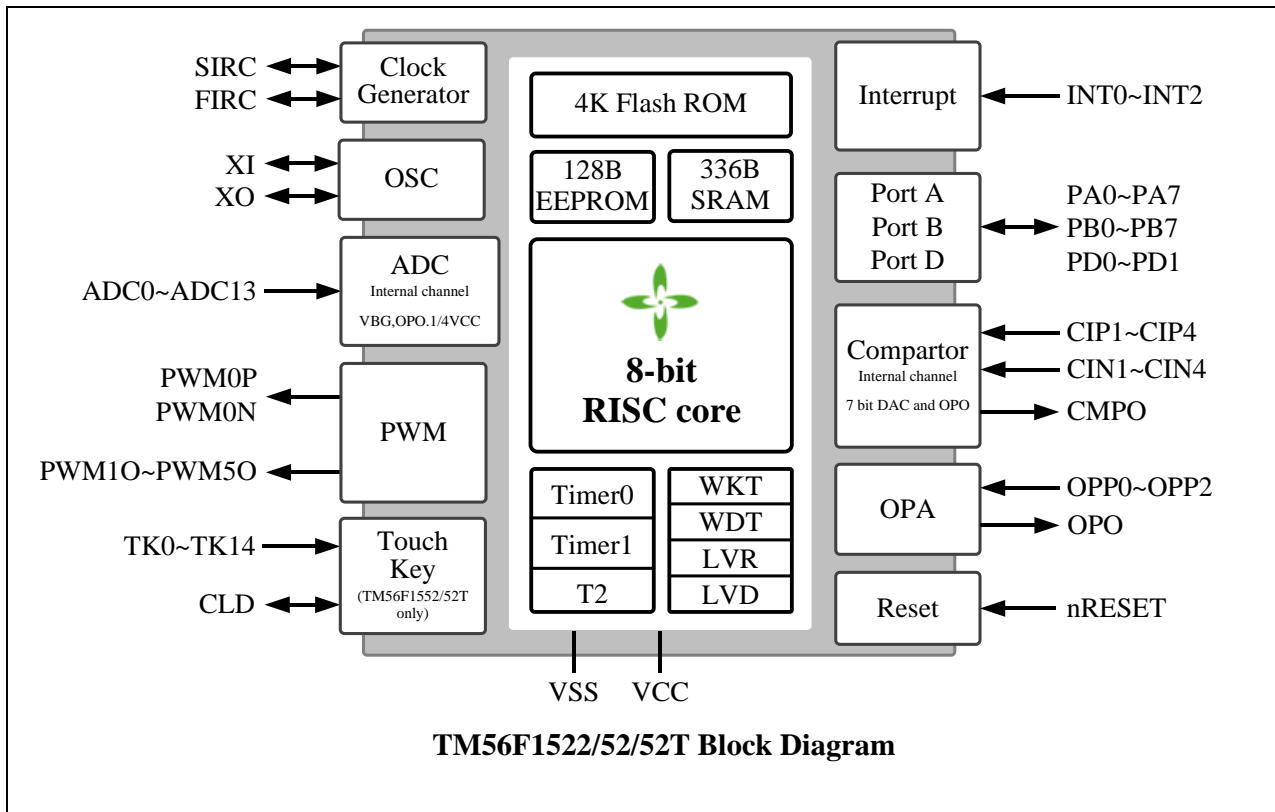 SIRC
FIRC
Clock
Generator
XI
XO
OSC
ADC0~ADC13
ADC
Internal channel
VBG,OPO.1/4VCC
PWM0P
PWM0N
PWM1O~PWM5O
PWM
TK0~TK14
CLD
Touch
Key
(TM56F1552/52T
only)
4K Flash ROM
128B
EEPROM
336B
SRAM
8-bit
RISC core
Timer0
Timer1
T2
WKT
WDT
LVR
LVD
VSS
VCC
Interrupt
INT0~INT2
Port A
Port B
Port D
PA0~PA7
PB0~PB7
PD0~PD1
Compartor
Internal channel
7 bit DAC and OPO
CIP1~CIP4
CIN1~CIN4
CMPO
OPA
OPP0~OPP2
OPO
Reset
nRESET
TM56F1522/52/52T Block Diagram